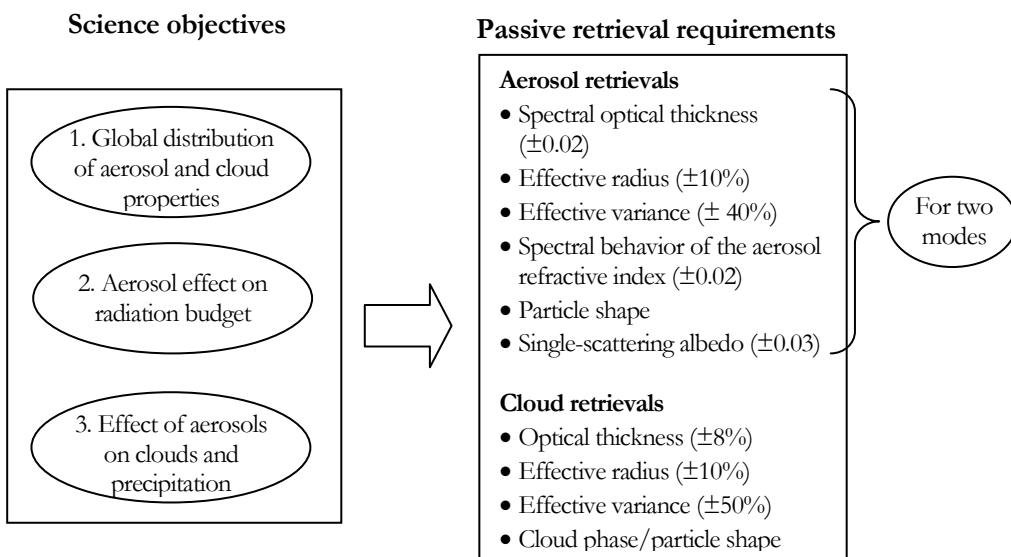 Science objectives
1. Global distribution
of aerosol and cloud
properties
2. Aerosol effect on
radiation budget
3. Effect of aerosols
on clouds and
precipitation
Passive retrieval requirements
Aerosol retrievals
• Spectral optical thickness
(±0.02)
• Effective radius (±10%)
• Effective variance (± 40%)
• Spectral behavior of the aerosol
refractive index (±0.02)
• Particle shape
• Single-scattering albedo (±0.03)
For two
modes
Cloud retrievals
• Optical thickness (±8%)
• Effective radius (±10%)
• Effective variance (±50%)
• Cloud phase/particle shape